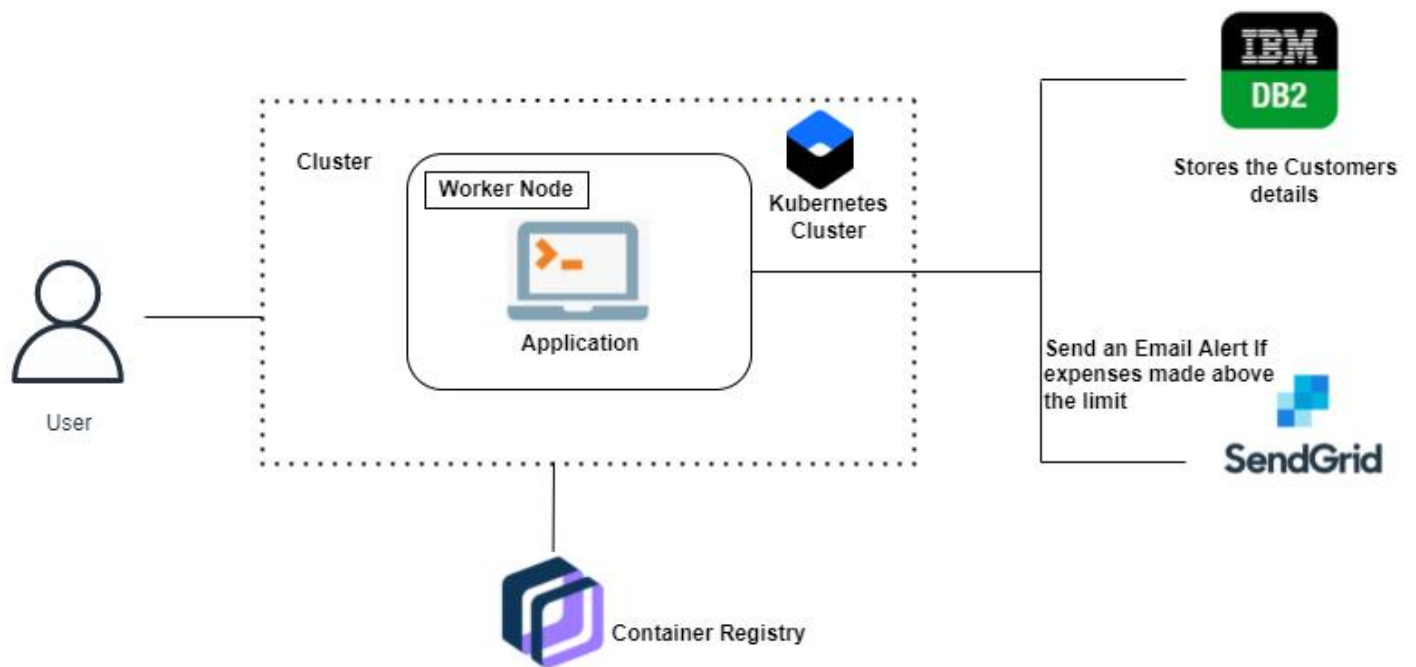 IBM
DB2
Stores the Customers
details
Cluster
Worker Node
Kubernetes
Cluster
Application
User
Send an Email Alert If
expenses made above
the limit
SendGrid
Container Registry